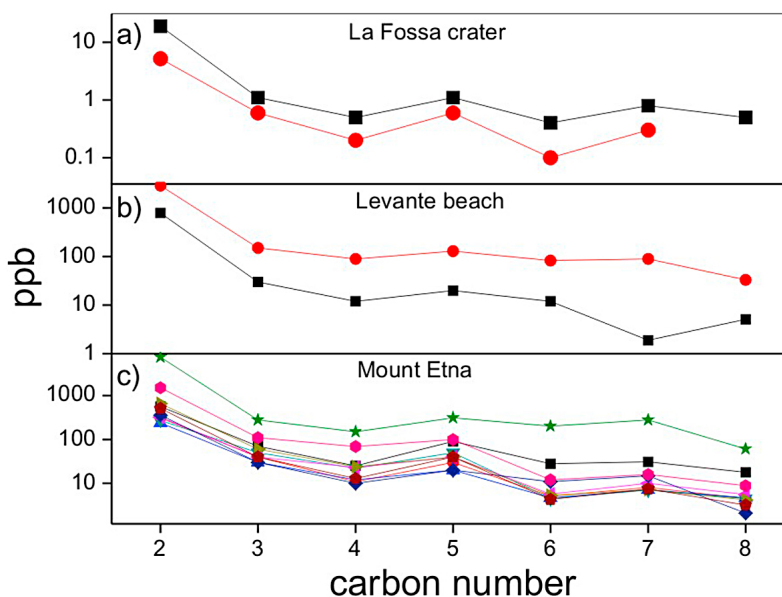 a) La Fossa crater
10
1
0.1
b) Levante beach
1000
100
10
1
c) Mount Etna
1000
100
10
ppb
2 3 4 5 6 7 8
carbon number